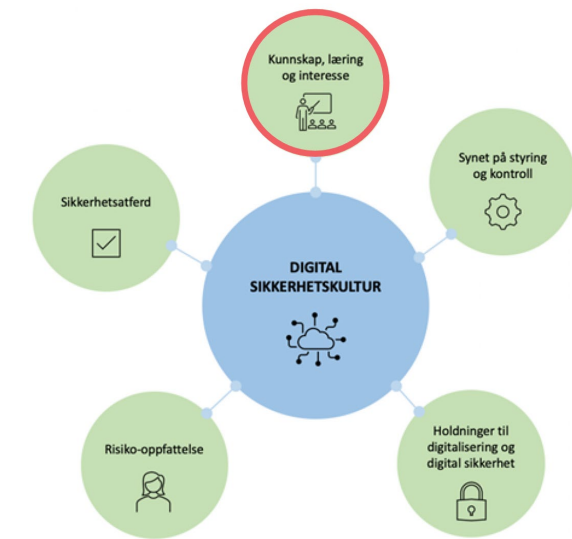 Kunnskap, læring
og interesse
Synet på styring
og kontroll
Sikkerhetsatferd
DIGITAL
SIKKERHETSKULTUR
Holdninger til
digitalisering og
digital sikkerhet
Risiko-oppfattelse